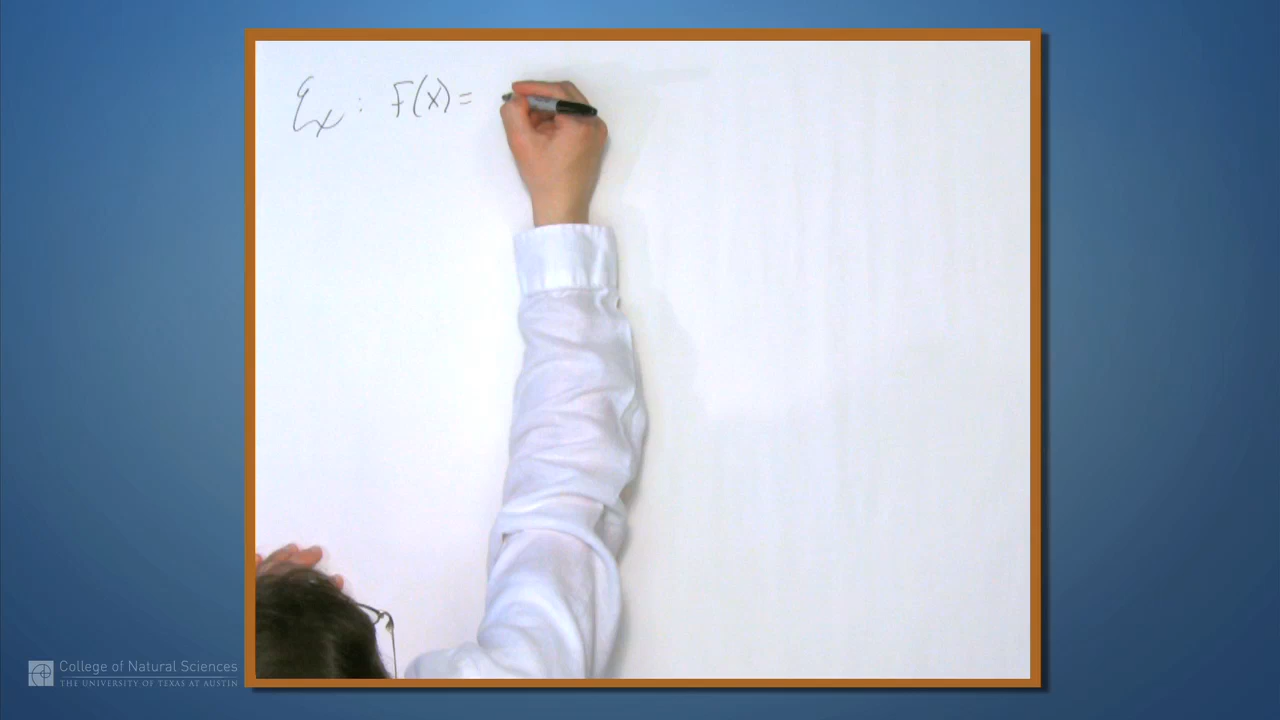 Ex : F(x)=
College of Natural Sciences
THE UNIVERSITY OF TEXAS AT AUSTIN